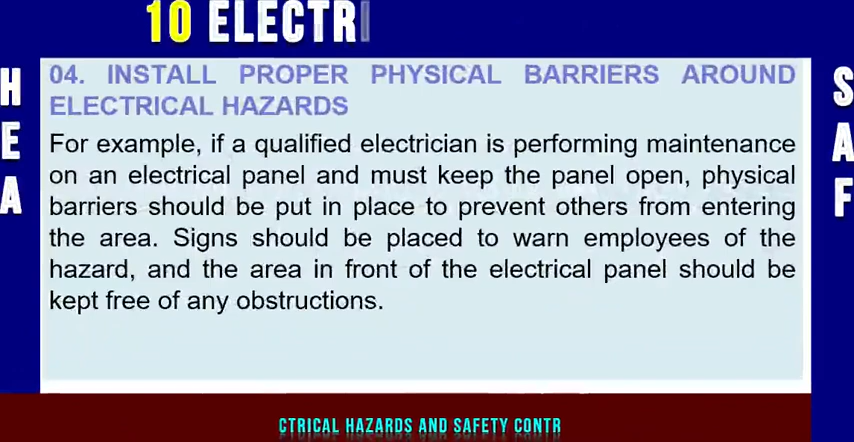 10 ELECTR
04. INSTALL PROPER PHYSICAL BARRIERS AROUND
ELECTRICAL HAZARDS
For example, if a qualified electrician is performing maintenance
on an electrical panel and must keep the panel open, physical
barriers should be put in place to prevent others from entering
the area. Signs should be placed to warn employees of the
hazard, and the area in front of the electrical panel should be
kept free of any obstructions.
H
E
A
S
A
F
CTRICAL HAZARDS AND SAFETY CONTR